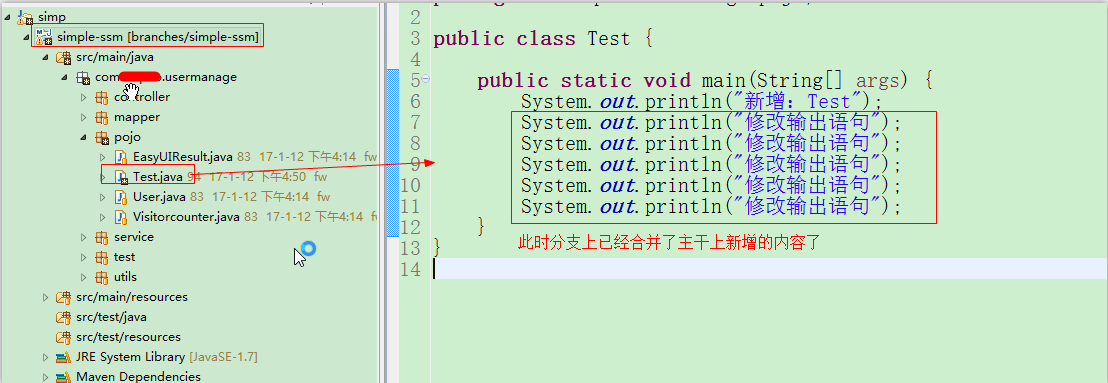 simp
simple-ssm [branches/simple-ssm]
src/main/java
com .usermanage
controller
mapper
pojo
EasyUIResult.java 83 17-1-12 下午4:14 fw
Test.java 94 17-1-12 下午4:50 fw
User.java 83 17-1-12 下午4:14 fw
Visitorcounter.java 83 17-1-12 下午4:14 fw
service
test
utils
src/main/resources
src/test/java
src/test/resources
JRE System Library [JavaSE-1.7]
Maven Dependencies
2
3 public class Test {
5 public static void main(String[] args) {
6 System.out.println("新增：Test");
7 System.out.println("修改输出语句");
8 System.out.println("修改输出语句");
9 System.out.println("修改输出语句");
10 System.out.println("修改输出语句");
11 System.out.println("修改输出语句");
12 }
此时分支上已经合并了主干上新增的内容了
13 }
14